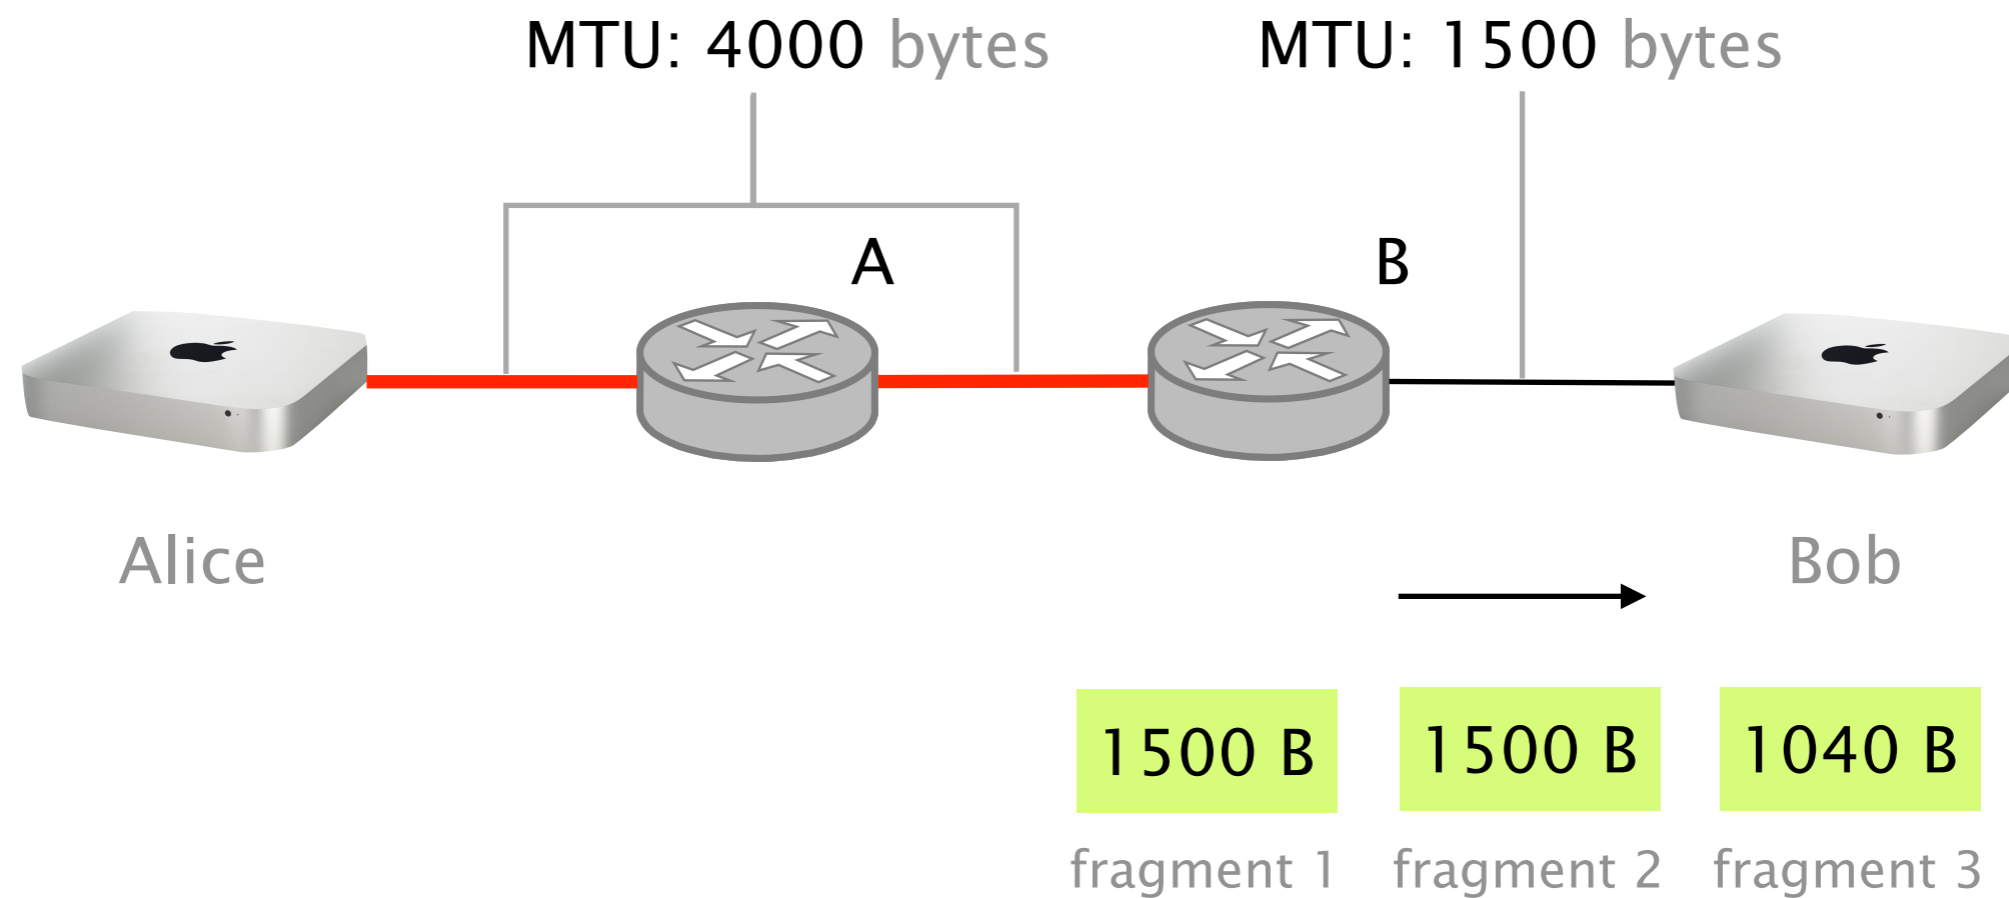 MTU: 4000 bytes
MTU: 1500 bytes
A
B
Alice
Bob
1500 B
1500 B
1040 B
fragment 1
fragment 2
fragment 3